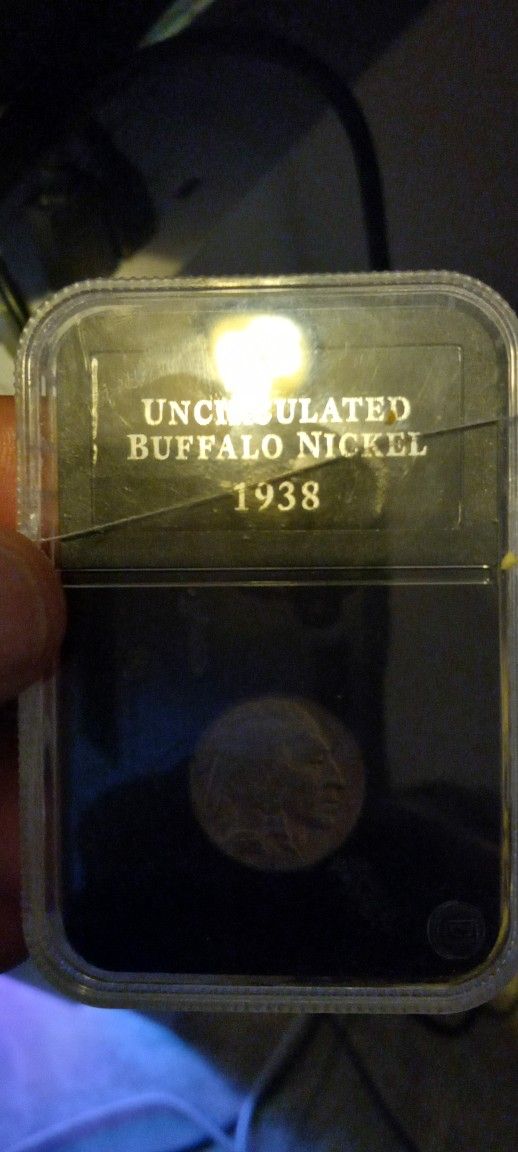 UNCIRCULATED
BUFFALO NICKEL
1938